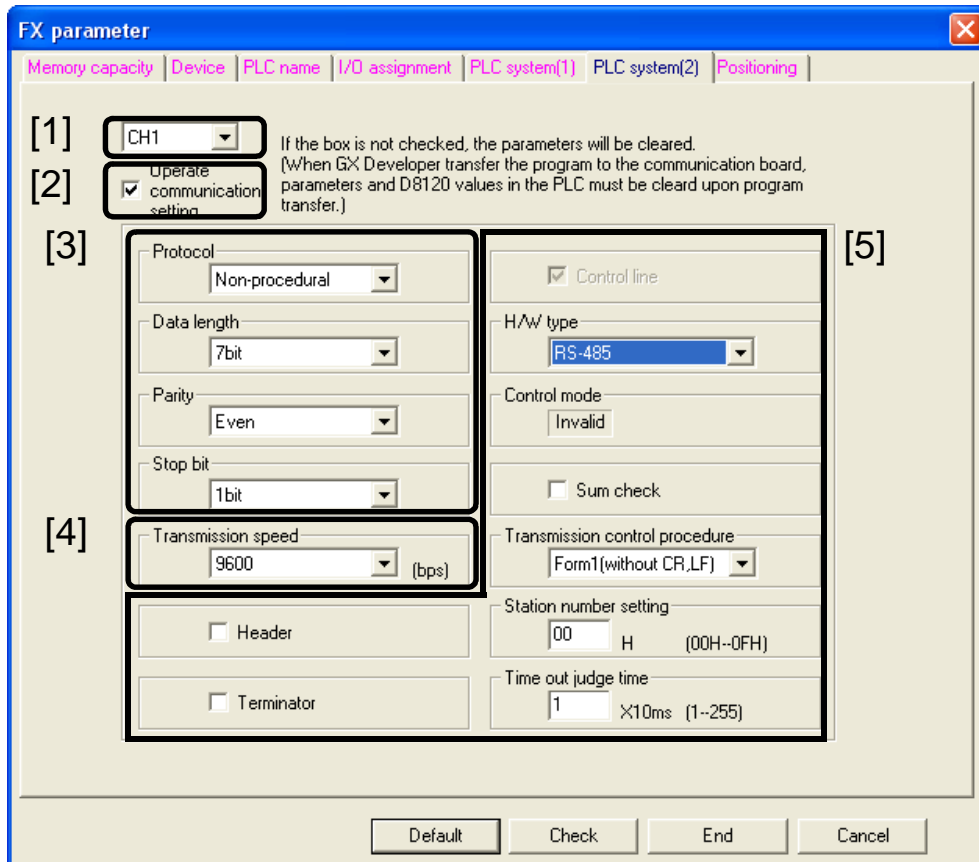 FX parameter
Memory capacity Device PLC name I/O assignment PLC system(1) PLC system(2) Positioning
[1]
CH1
If the box is not checked, the parameters will be cleared.
(When GX Developer transfer the program to the communication board,
parameters and D8120 values in the PLC must be cleard upon program
transfer.)
[2]
Operate
communication
setting
[3]
[5]
Protocol
Non-procedural
Control line
Data length
7bit
H/W type
RS-485
Parity
Even
Control mode
Invalid
Stop bit
1bit
Sum check
[4]
Transmission speed
9600 (bps)
Transmission control procedure
Form1(without CR,LF)
Header
Station number setting
00 H (00H--0FH)
Terminator
Time out judge time
1 X10ms (1--255)
Default Check End Cancel